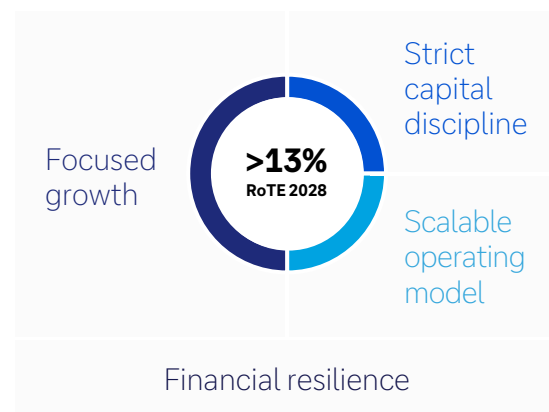 Focused
growth
>13%
RoTE 2028
Strict
capital
discipline
Scalable
operating
model
Financial resilience